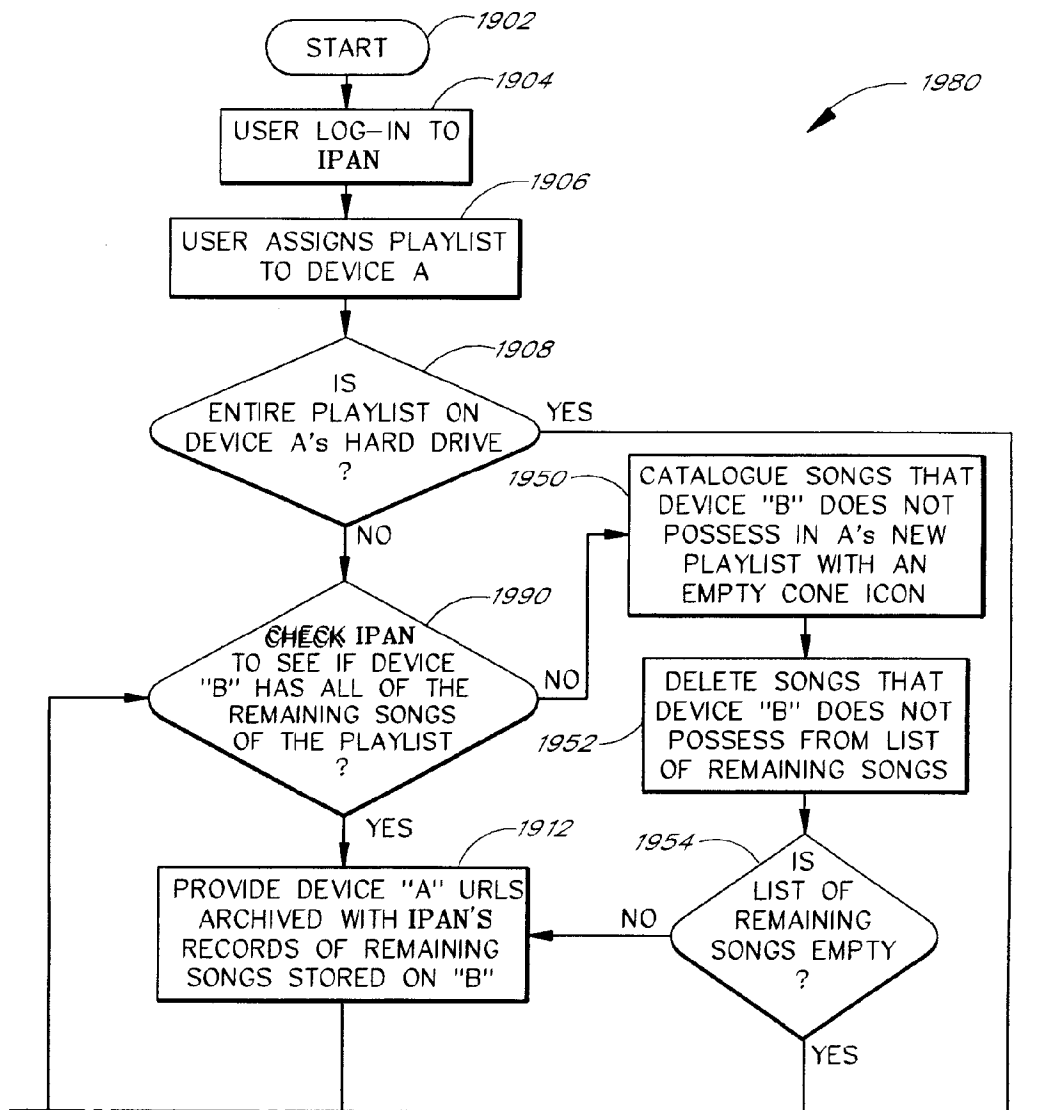 START
1902
1904
1980
USER LOG-IN TO
IPAN
1906
USER ASSIGNS PLAYLIST
TO DEVICE A
1908
IS
ENTIRE PLAYLIST ON
DEVICE A's HARD DRIVE
?
YES
NO
1950
CATALOGUE SONGS THAT
DEVICE "B" DOES NOT
POSSESS IN A's NEW
PLAYLIST WITH AN
EMPTY CONE ICON
1990
CHECK IPAN
TO SEE IF DEVICE
"B" HAS ALL OF THE
REMAINING SONGS
OF THE PLAYLIST
?
NO
YES
1952
DELETE SONGS THAT
DEVICE "B" DOES NOT
POSSESS FROM LIST
OF REMAINING SONGS
1912
PROVIDE DEVICE "A" URLS
ARCHIVED WITH IPAN'S
RECORDS OF REMAINING
SONGS STORED ON "B"
1954
IS
LIST OF
REMAINING
SONGS EMPTY
?
NO
YES